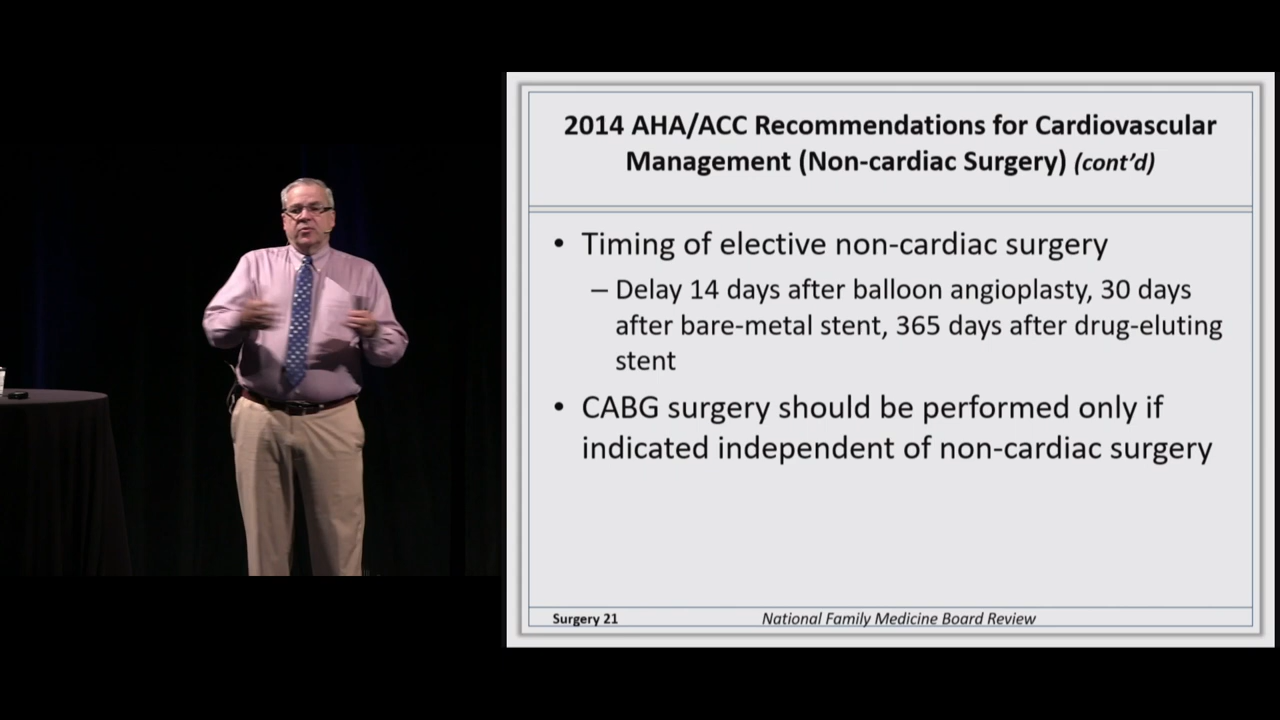 2014 AHA/ACC Recommendations for Cardiovascular
Management (Non-cardiac Surgery) (cont’d)
• Timing of elective non-cardiac surgery
– Delay 14 days after balloon angioplasty, 30 days
after bare-metal stent, 365 days after drug-eluting
stent
• CABG surgery should be performed only if
indicated independent of non-cardiac surgery
Surgery 21
National Family Medicine Board Review